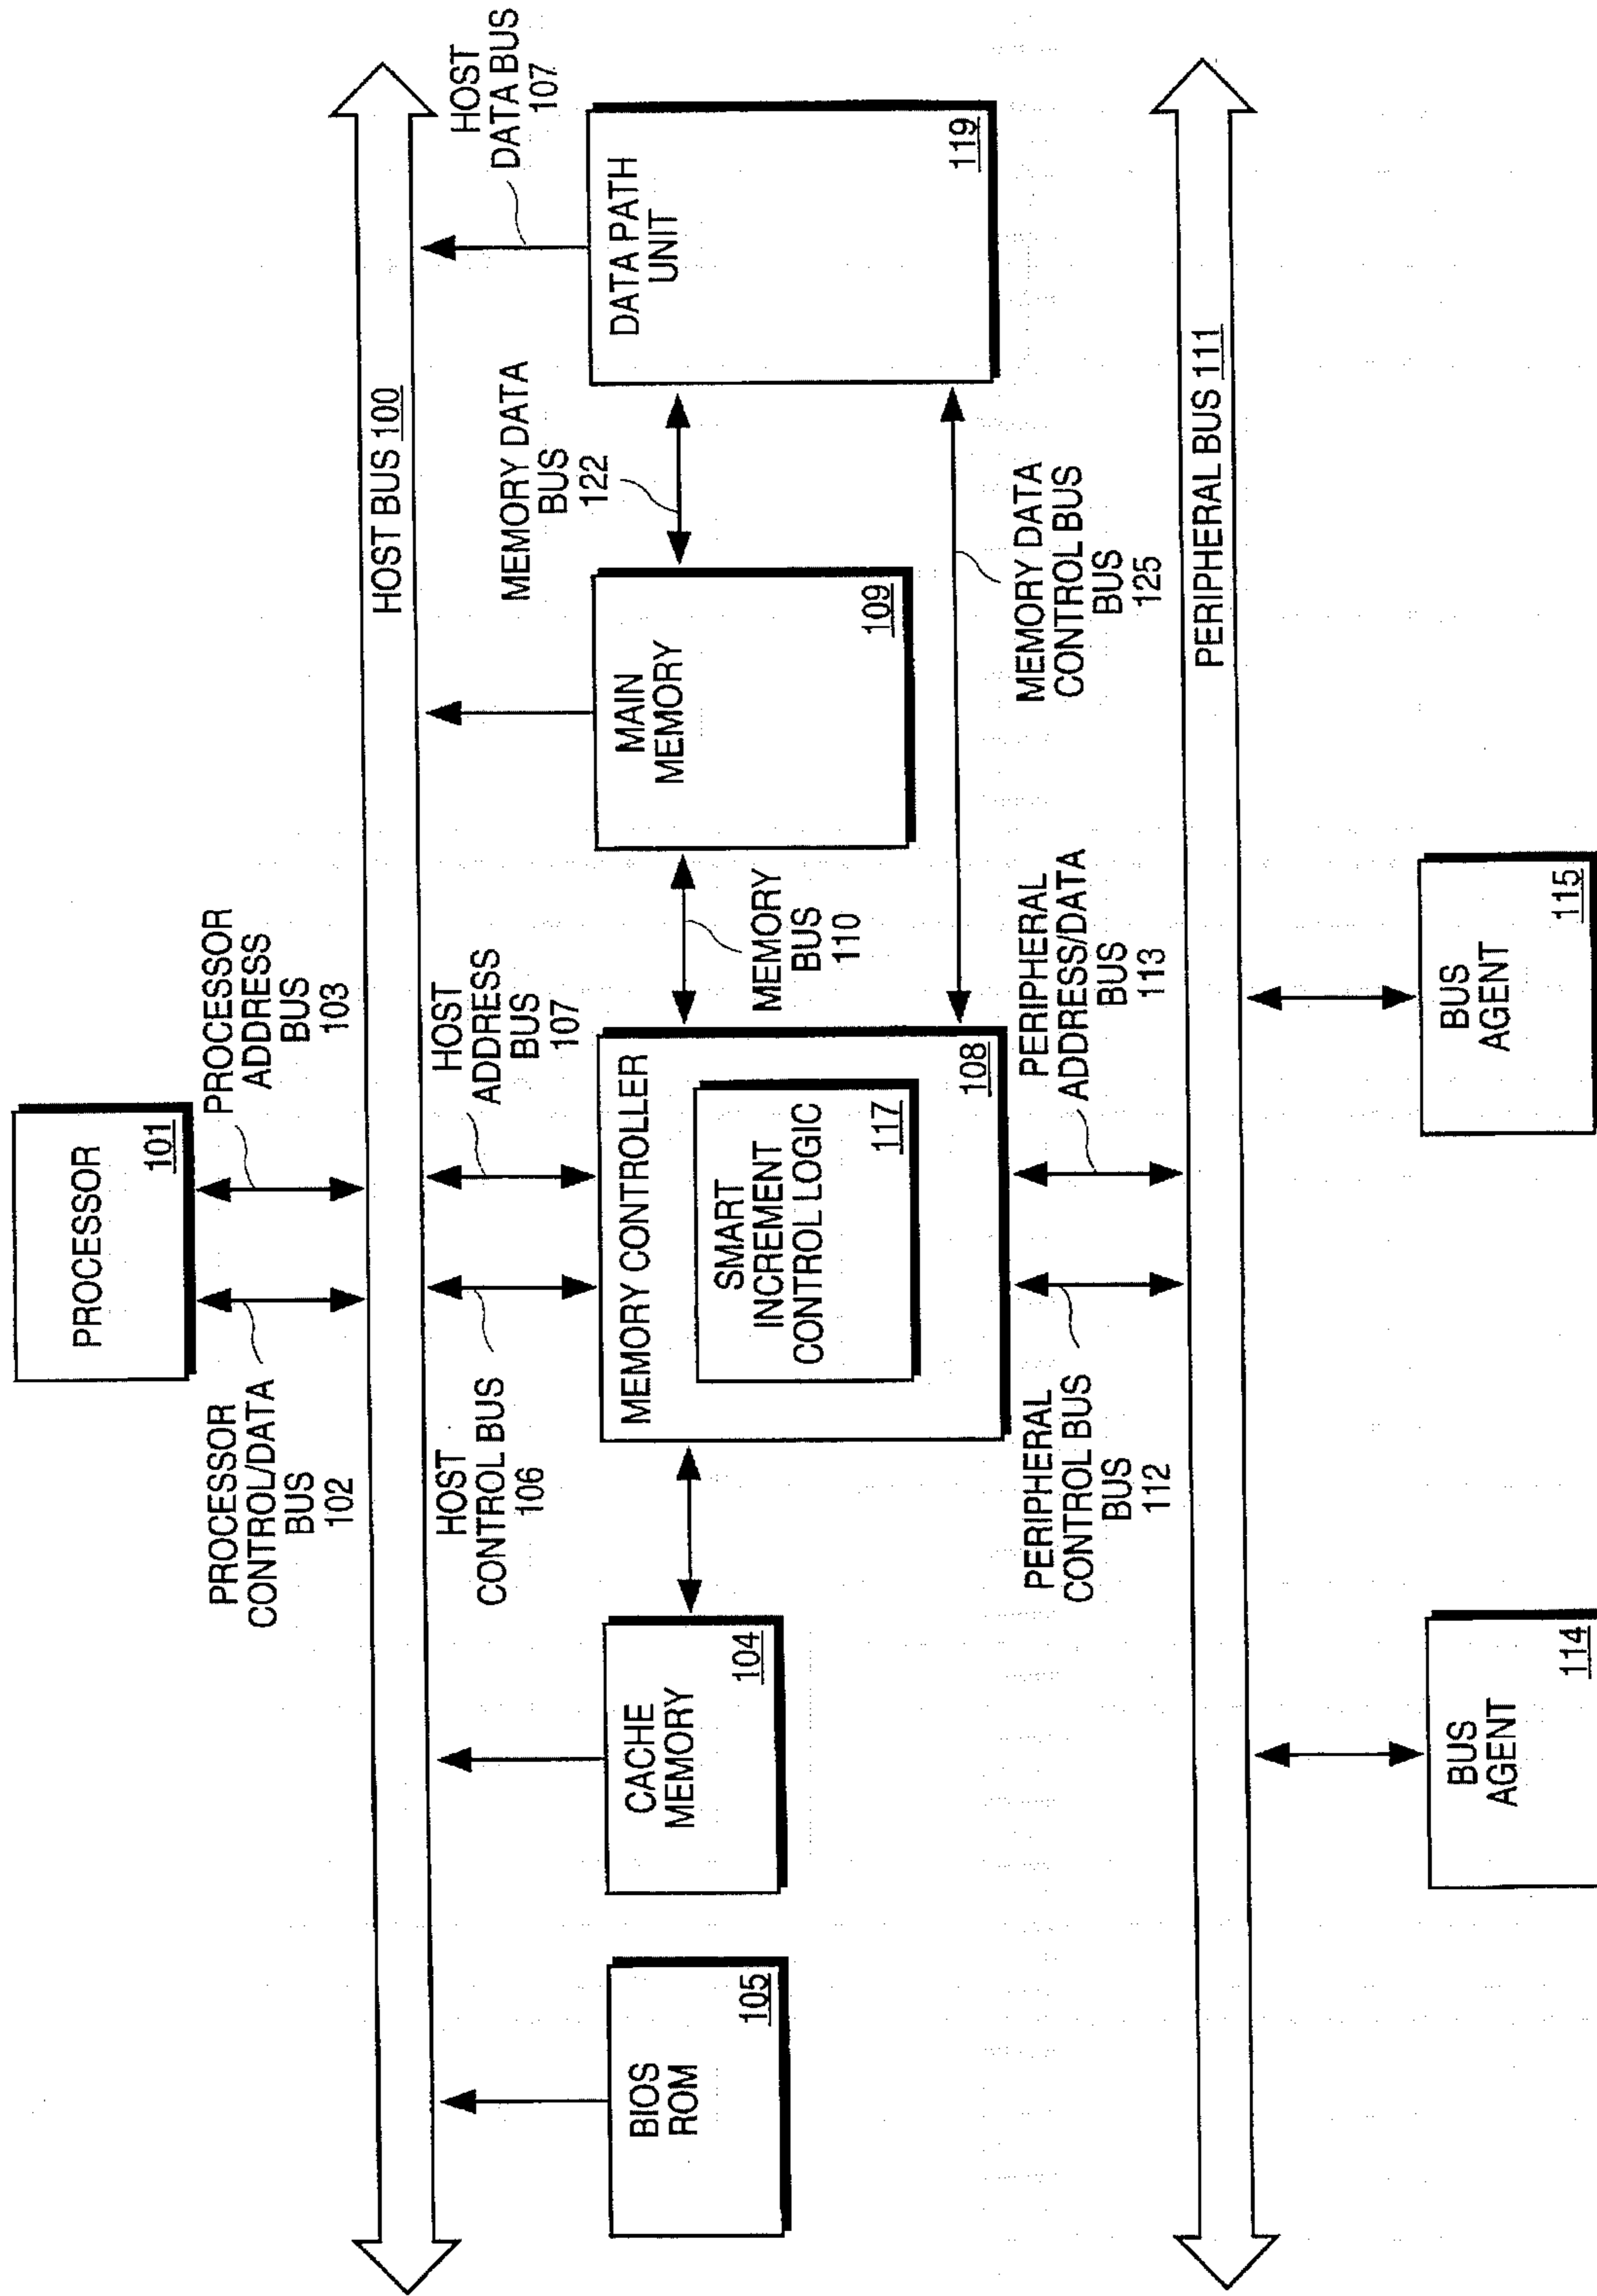 PROCESSOR
101
PROCESSOR
CONTROL/DATA
BUS
102
PROCESSOR
ADDRESS
BUS
103
HOST BUS 100
HOST
CONTROL BUS
106
HOST
ADDRESS
BUS
107
HOST
DATA BUS
107
BIOS
ROM
105
CACHE
MEMORY
104
MEMORY CONTROLLER
SMART
INCREMENT
CONTROL LOGIC
117
108
MEMORY
BUS
110
MAIN
MEMORY
109
MEMORY DATA
BUS
122
DATA PATH
UNIT
119
PERIPHERAL
CONTROL BUS
BUS
112
PERIPHERAL
ADDRESS/DATA
BUS
113
MEMORY DATA
CONTROL BUS
BUS
125
PERIPHERAL BUS 111
BUS
AGENT
114
BUS
AGENT
115